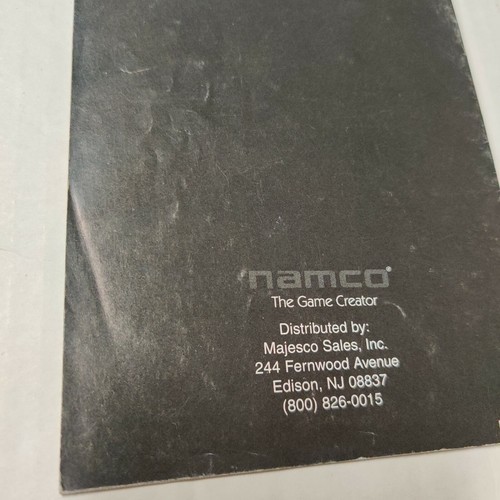 namco®
The Game Creator
Distributed by:
Majesco Sales, Inc.
244 Fernwood Avenue
Edison, NJ 08837
(800) 826-0015